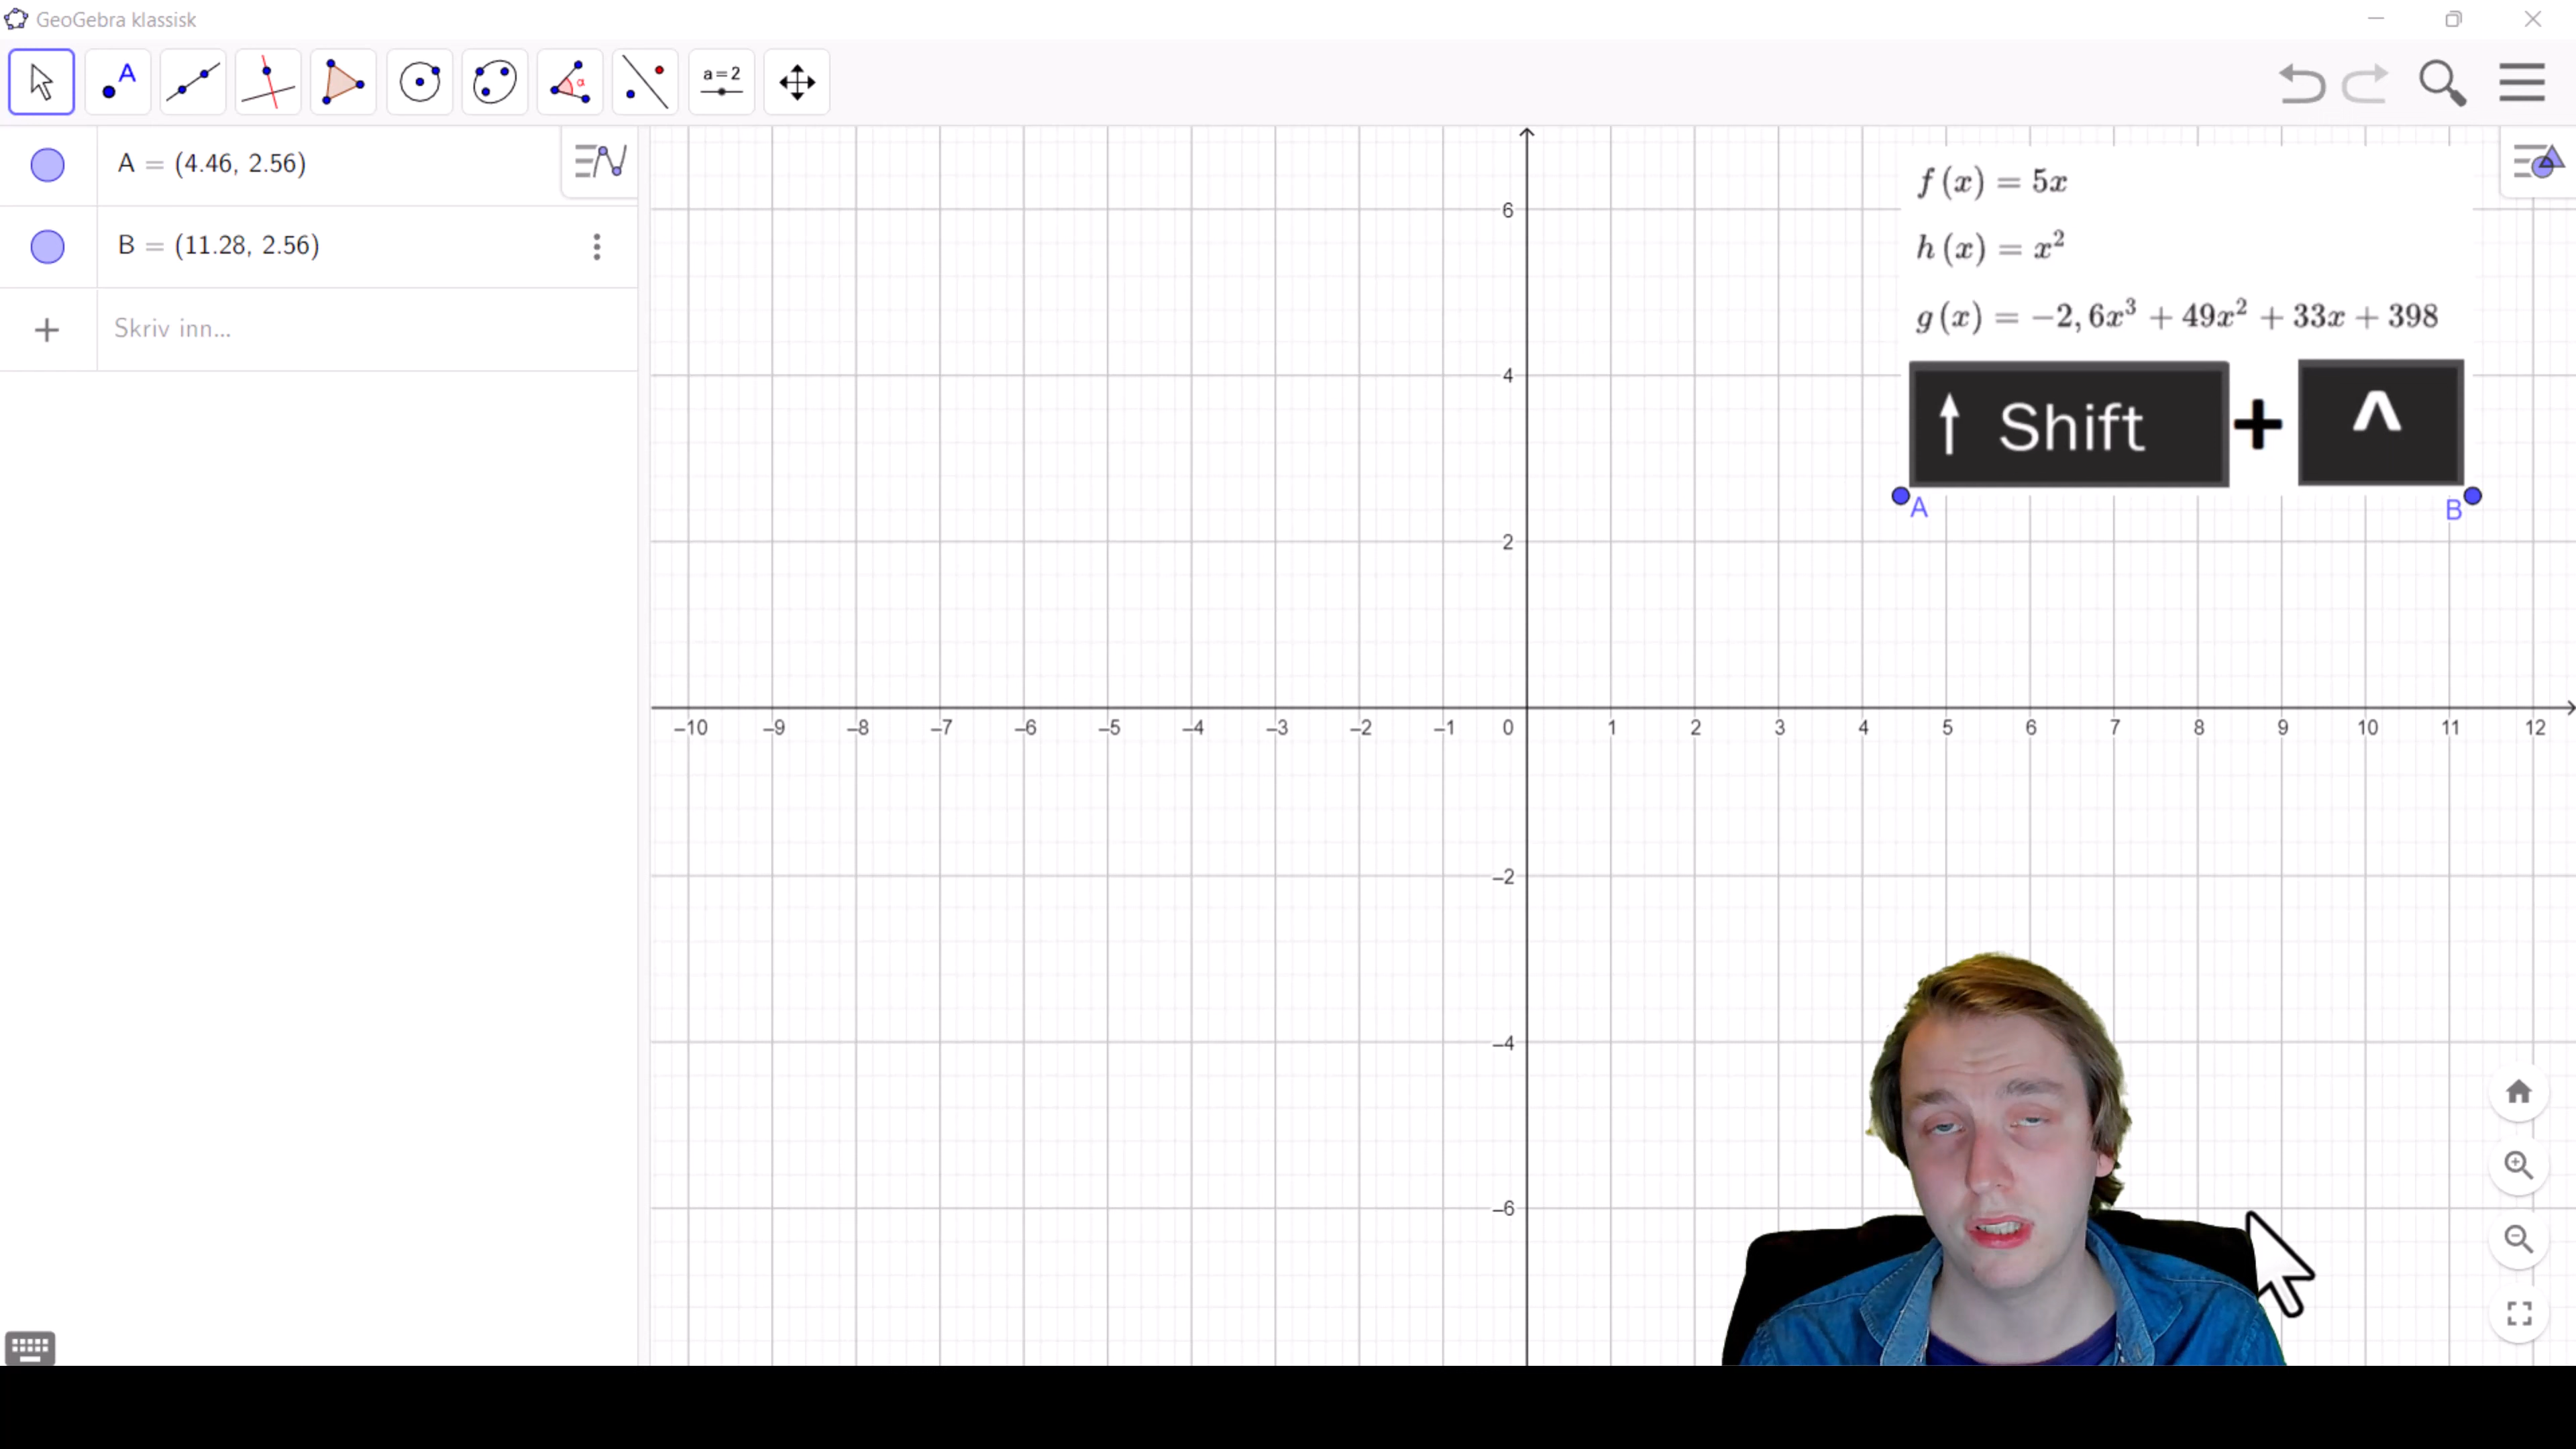 GeoGebra klassisk
A
α
a = 2
A = (4.46, 2.56)
B = (11.28, 2.56)
+ Skriv inn...
f (x) = 5x
h (x) = x²
g (x) = −2, 6x³ + 49x² + 33x + 398
↑ Shift + ^
A B
6
4
2
−10 −9 −8 −7 −6 −5 −4 −3 −2 −1 0 1 2 3 4 5 6 7 8 9 10 11 12
−2
−4
−6